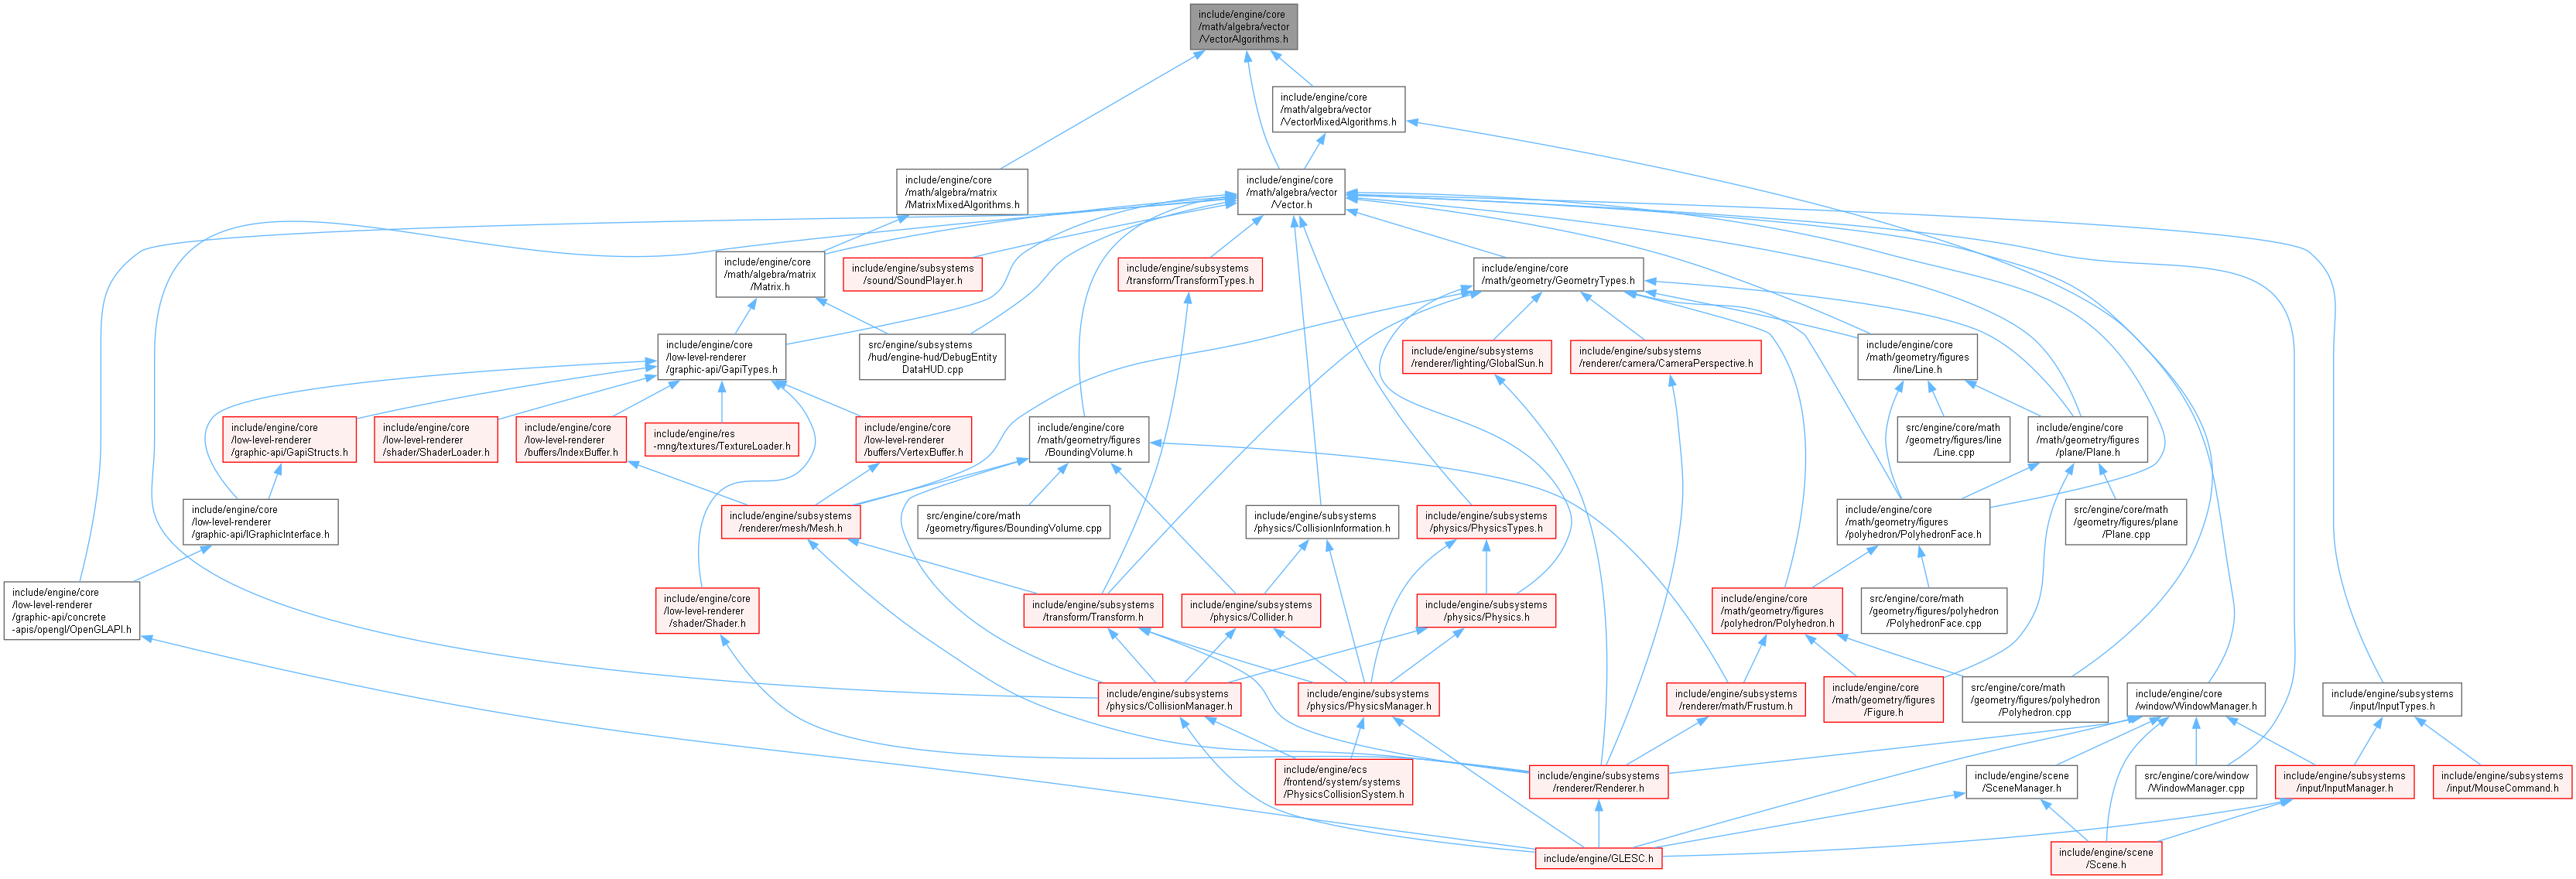 include/engine/core
/math/algebra/vector
/VectorAlgorithms.h
include/engine/core
/math/algebra/vector
/VectorMixedAlgorithms.h
include/engine/core
/math/algebra/matrix
/MatrixMixedAlgorithms.h
include/engine/core
/math/algebra/vector
/Vector.h
include/engine/core
/math/algebra/matrix
/Matrix.h
include/engine/subsystems
/sound/SoundPlayer.h
include/engine/subsystems
/transform/TransformTypes.h
include/engine/core
/math/geometry/GeometryTypes.h
include/engine/core
/low-level-renderer
/graphic-api/GapiTypes.h
src/engine/subsystems
/hud/engine-hud/DebugEntity
DataHUD.cpp
include/engine/subsystems
/renderer/lighting/GlobalSun.h
include/engine/subsystems
/renderer/camera/CameraPerspective.h
include/engine/core
/math/geometry/figures
/line/Line.h
include/engine/core
/low-level-renderer
/graphic-api/GapiStructs.h
include/engine/core
/low-level-renderer
/shader/ShaderLoader.h
include/engine/core
/low-level-renderer
/buffers/IndexBuffer.h
include/engine/res
-mng/textures/TextureLoader.h
include/engine/core
/low-level-renderer
/buffers/VertexBuffer.h
include/engine/core
/math/geometry/figures
/BoundingVolume.h
src/engine/core/math
/geometry/figures/line
/Line.cpp
include/engine/core
/math/geometry/figures
/plane/Plane.h
include/engine/core
/low-level-renderer
/graphic-api/IGraphicInterface.h
include/engine/subsystems
/renderer/mesh/Mesh.h
src/engine/core/math
/geometry/figures/BoundingVolume.cpp
include/engine/subsystems
/physics/CollisionInformation.h
include/engine/subsystems
/physics/PhysicsTypes.h
include/engine/core
/math/geometry/figures
/polyhedron/PolyhedronFace.h
src/engine/core/math
/geometry/figures/plane
/Plane.cpp
include/engine/core
/low-level-renderer
/graphic-api/concrete
-apis/opengl/OpenGLAPI.h
include/engine/core
/low-level-renderer
/shader/Shader.h
include/engine/subsystems
/transform/Transform.h
include/engine/subsystems
/physics/Collider.h
include/engine/subsystems
/physics/Physics.h
include/engine/core
/math/geometry/figures
/polyhedron/Polyhedron.h
src/engine/core/math
/geometry/figures/polyhedron
/PolyhedronFace.cpp
include/engine/subsystems
/physics/CollisionManager.h
include/engine/subsystems
/physics/PhysicsManager.h
include/engine/subsystems
/renderer/math/Frustum.h
include/engine/core
/math/geometry/figures
/Figure.h
src/engine/core/math
/geometry/figures/polyhedron
/Polyhedron.cpp
include/engine/core
/window/WindowManager.h
include/engine/subsystems
/input/InputTypes.h
include/engine/ecs
/frontend/system/systems
/PhysicsCollisionSystem.h
include/engine/subsystems
/renderer/Renderer.h
include/engine/scene
/SceneManager.h
src/engine/core/window
/WindowManager.cpp
include/engine/subsystems
/input/InputManager.h
include/engine/subsystems
/input/MouseCommand.h
include/engine/GLESC.h
include/engine/scene
/Scene.h